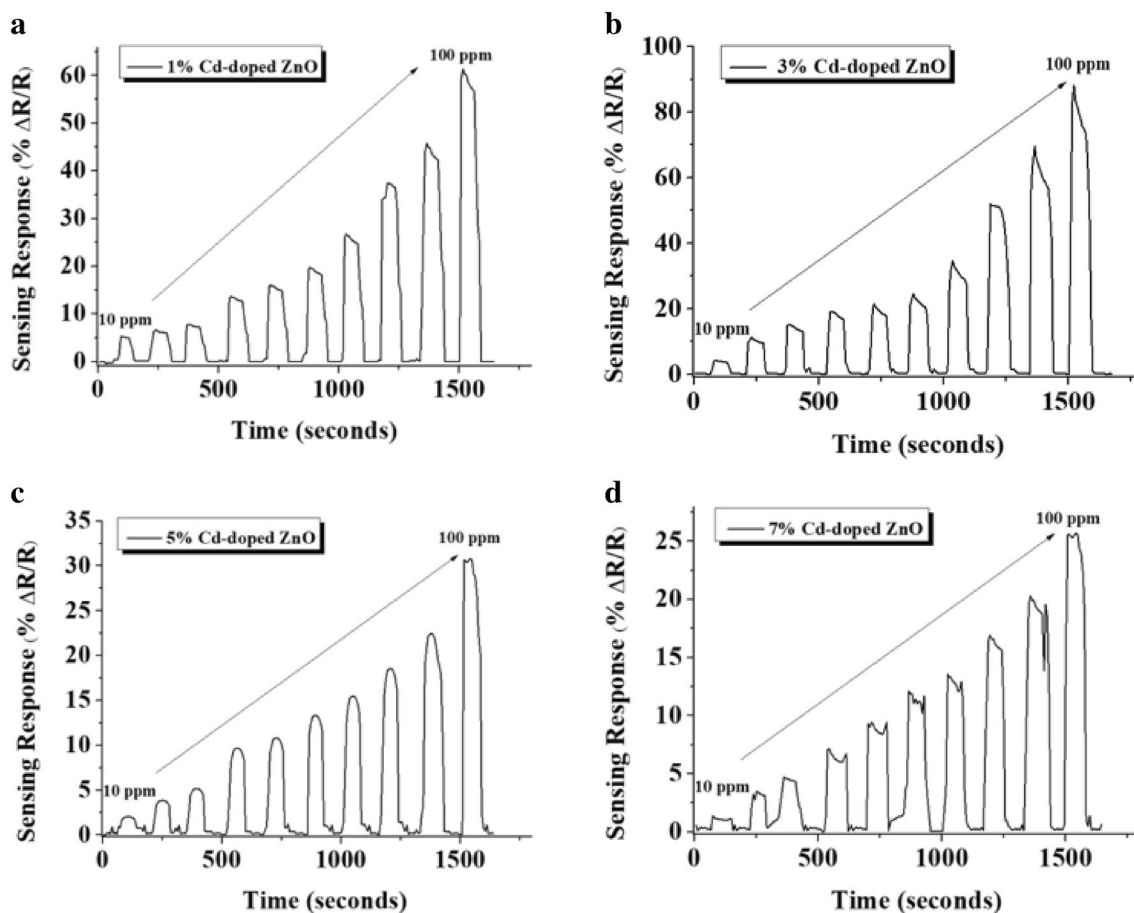 a
1% Cd-doped ZnO
100 ppm
10 ppm
Sensing Response (% ΔR/R)
60
50
40
30
20
10
0
0 500 1000 1500
Time (seconds)
b
3% Cd-doped ZnO
100 ppm
10 ppm
Sensing Response (% ΔR/R)
100
80
60
40
20
0
0 500 1000 1500
Time (seconds)
c
5% Cd-doped ZnO
100 ppm
10 ppm
Sensing Response (% ΔR/R)
35
30
25
20
15
10
5
0
0 500 1000 1500
Time (seconds)
d
7% Cd-doped ZnO
100 ppm
10 ppm
Sensing Response (% ΔR/R)
25
20
15
10
5
0
0 500 1000 1500
Time (seconds)